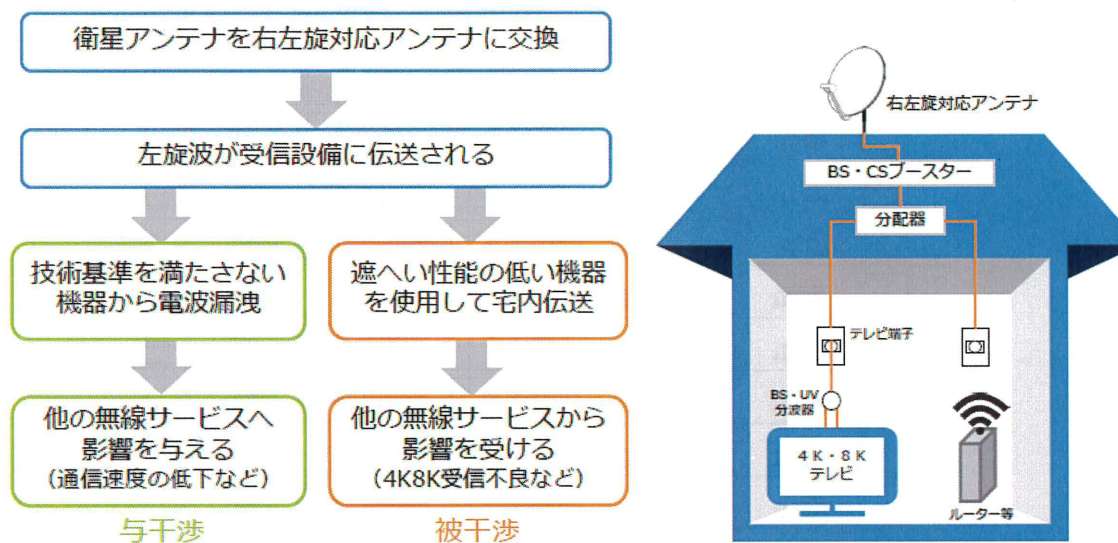 衛星アンテナを右左旋対応アンテナに交換
左旋波が受信設備に伝送される
技術基準を満たさない
機器から電波漏洩
遮へい性能の低い機器
を使用して宅内伝送
他の無線サービスへ
影響を与える
（通信速度の低下など）
他の無線サービスから
影響を受ける
（4K8K受信不良など）
与干渉
被干渉
右左旋対応アンテナ
BS・CSブースター
分配器
テレビ端子
BS・UV
分波器
４Ｋ・８Ｋ
テレビ
ルーター等